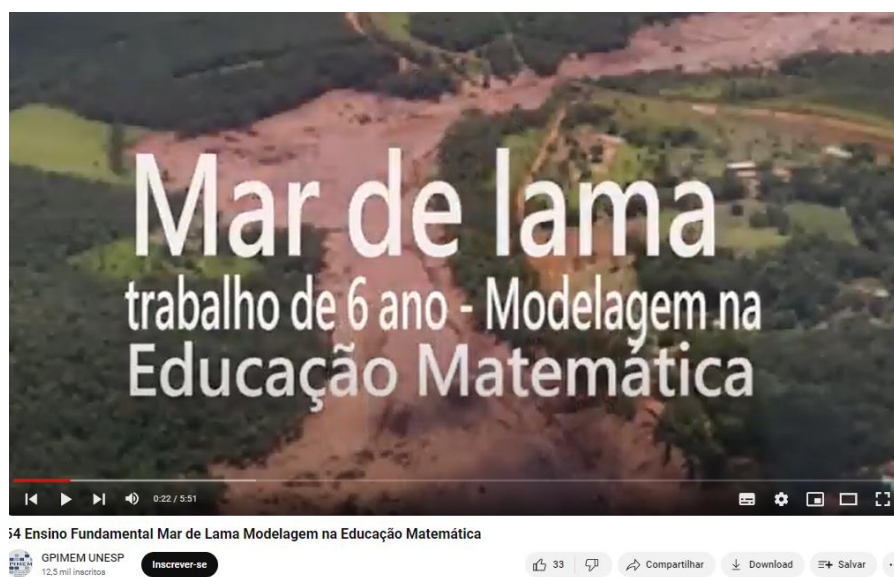 Mar de lama
trabalho de 6 ano - Modelagem na
Educação Matemática
0:22 / 5:51
54 Ensino Fundamental Mar de Lama Modelagem na Educação Matemática
GPIMEM UNESP
12,5 mil inscritos
Inscrever-se
33
Compartilhar
Download
Salvar